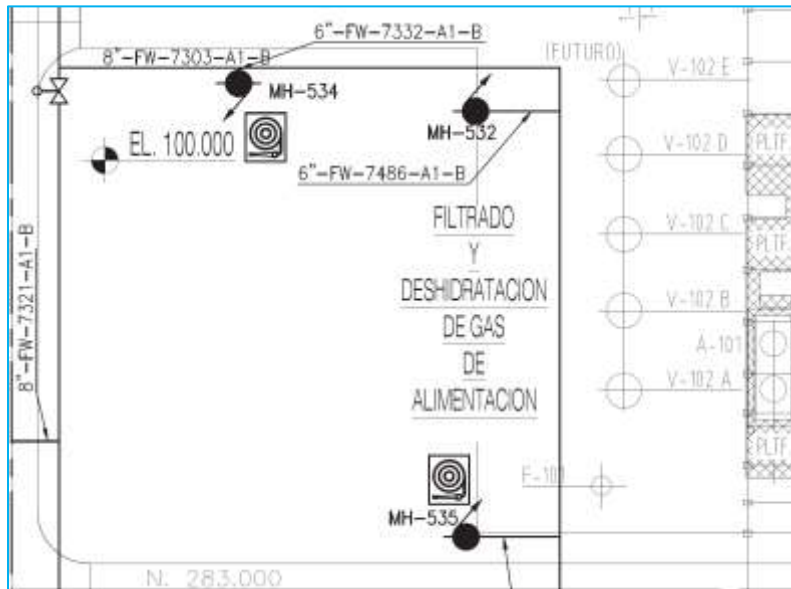 6"-FW-7332-A1-B
8"-FW-7303-A1-B
(FUTURO)
V-102 E
MH-534
MH-532
EL. 100.000
V-102 D
PLTF.
6"-FW-7486-A1-B
FILTRADO
Y
DESHIDRATACION
DE GAS
DE
ALIMENTACION
V-102 C
PLTF.
8"-FW-7321-A1-B
V-102 B
A-101
V-102 A
PLTF.
MH-535
N. 283.000